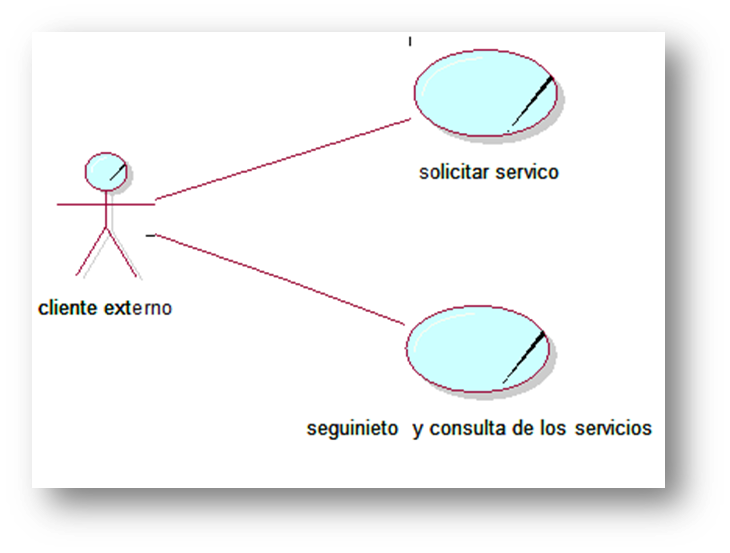 solicitar servico
cliente externo
seguinieto y consulta de los servicios